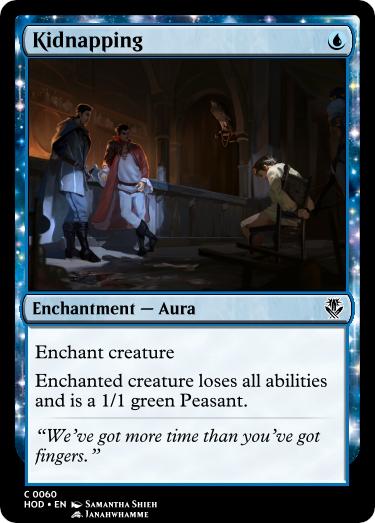 Kidnapping
Enchantment — Aura
Enchant creature
Enchanted creature loses all abilities
and is a 1/1 green Peasant.
“We’ve got more time than you’ve got
fingers.”
C 0060
HOD • EN Samantha Shieh
Janahwhamme